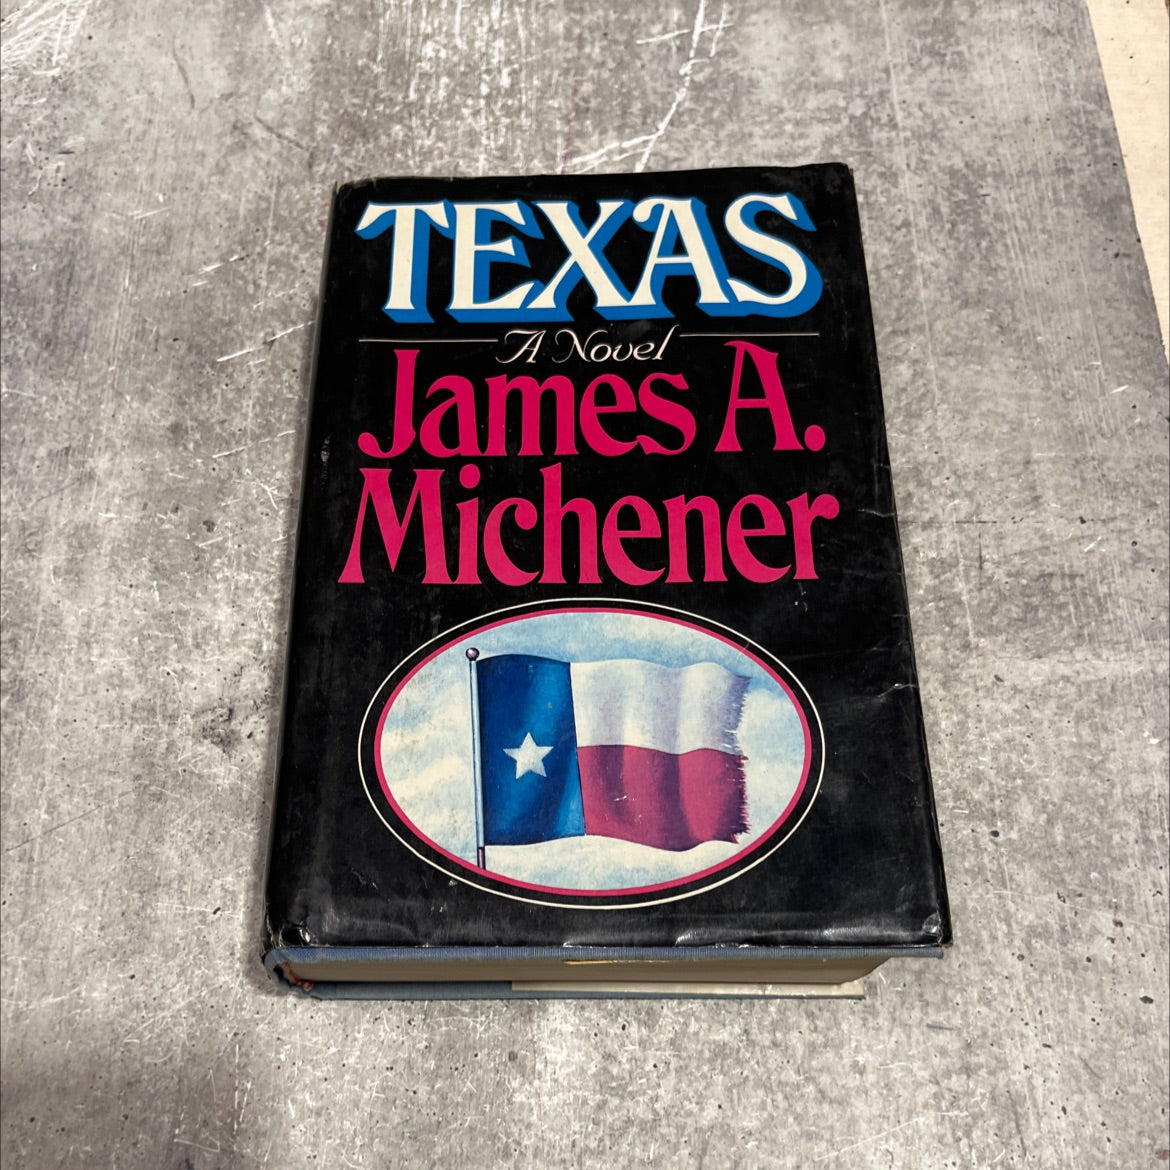 TEXAS
A Novel
James A.
Michener